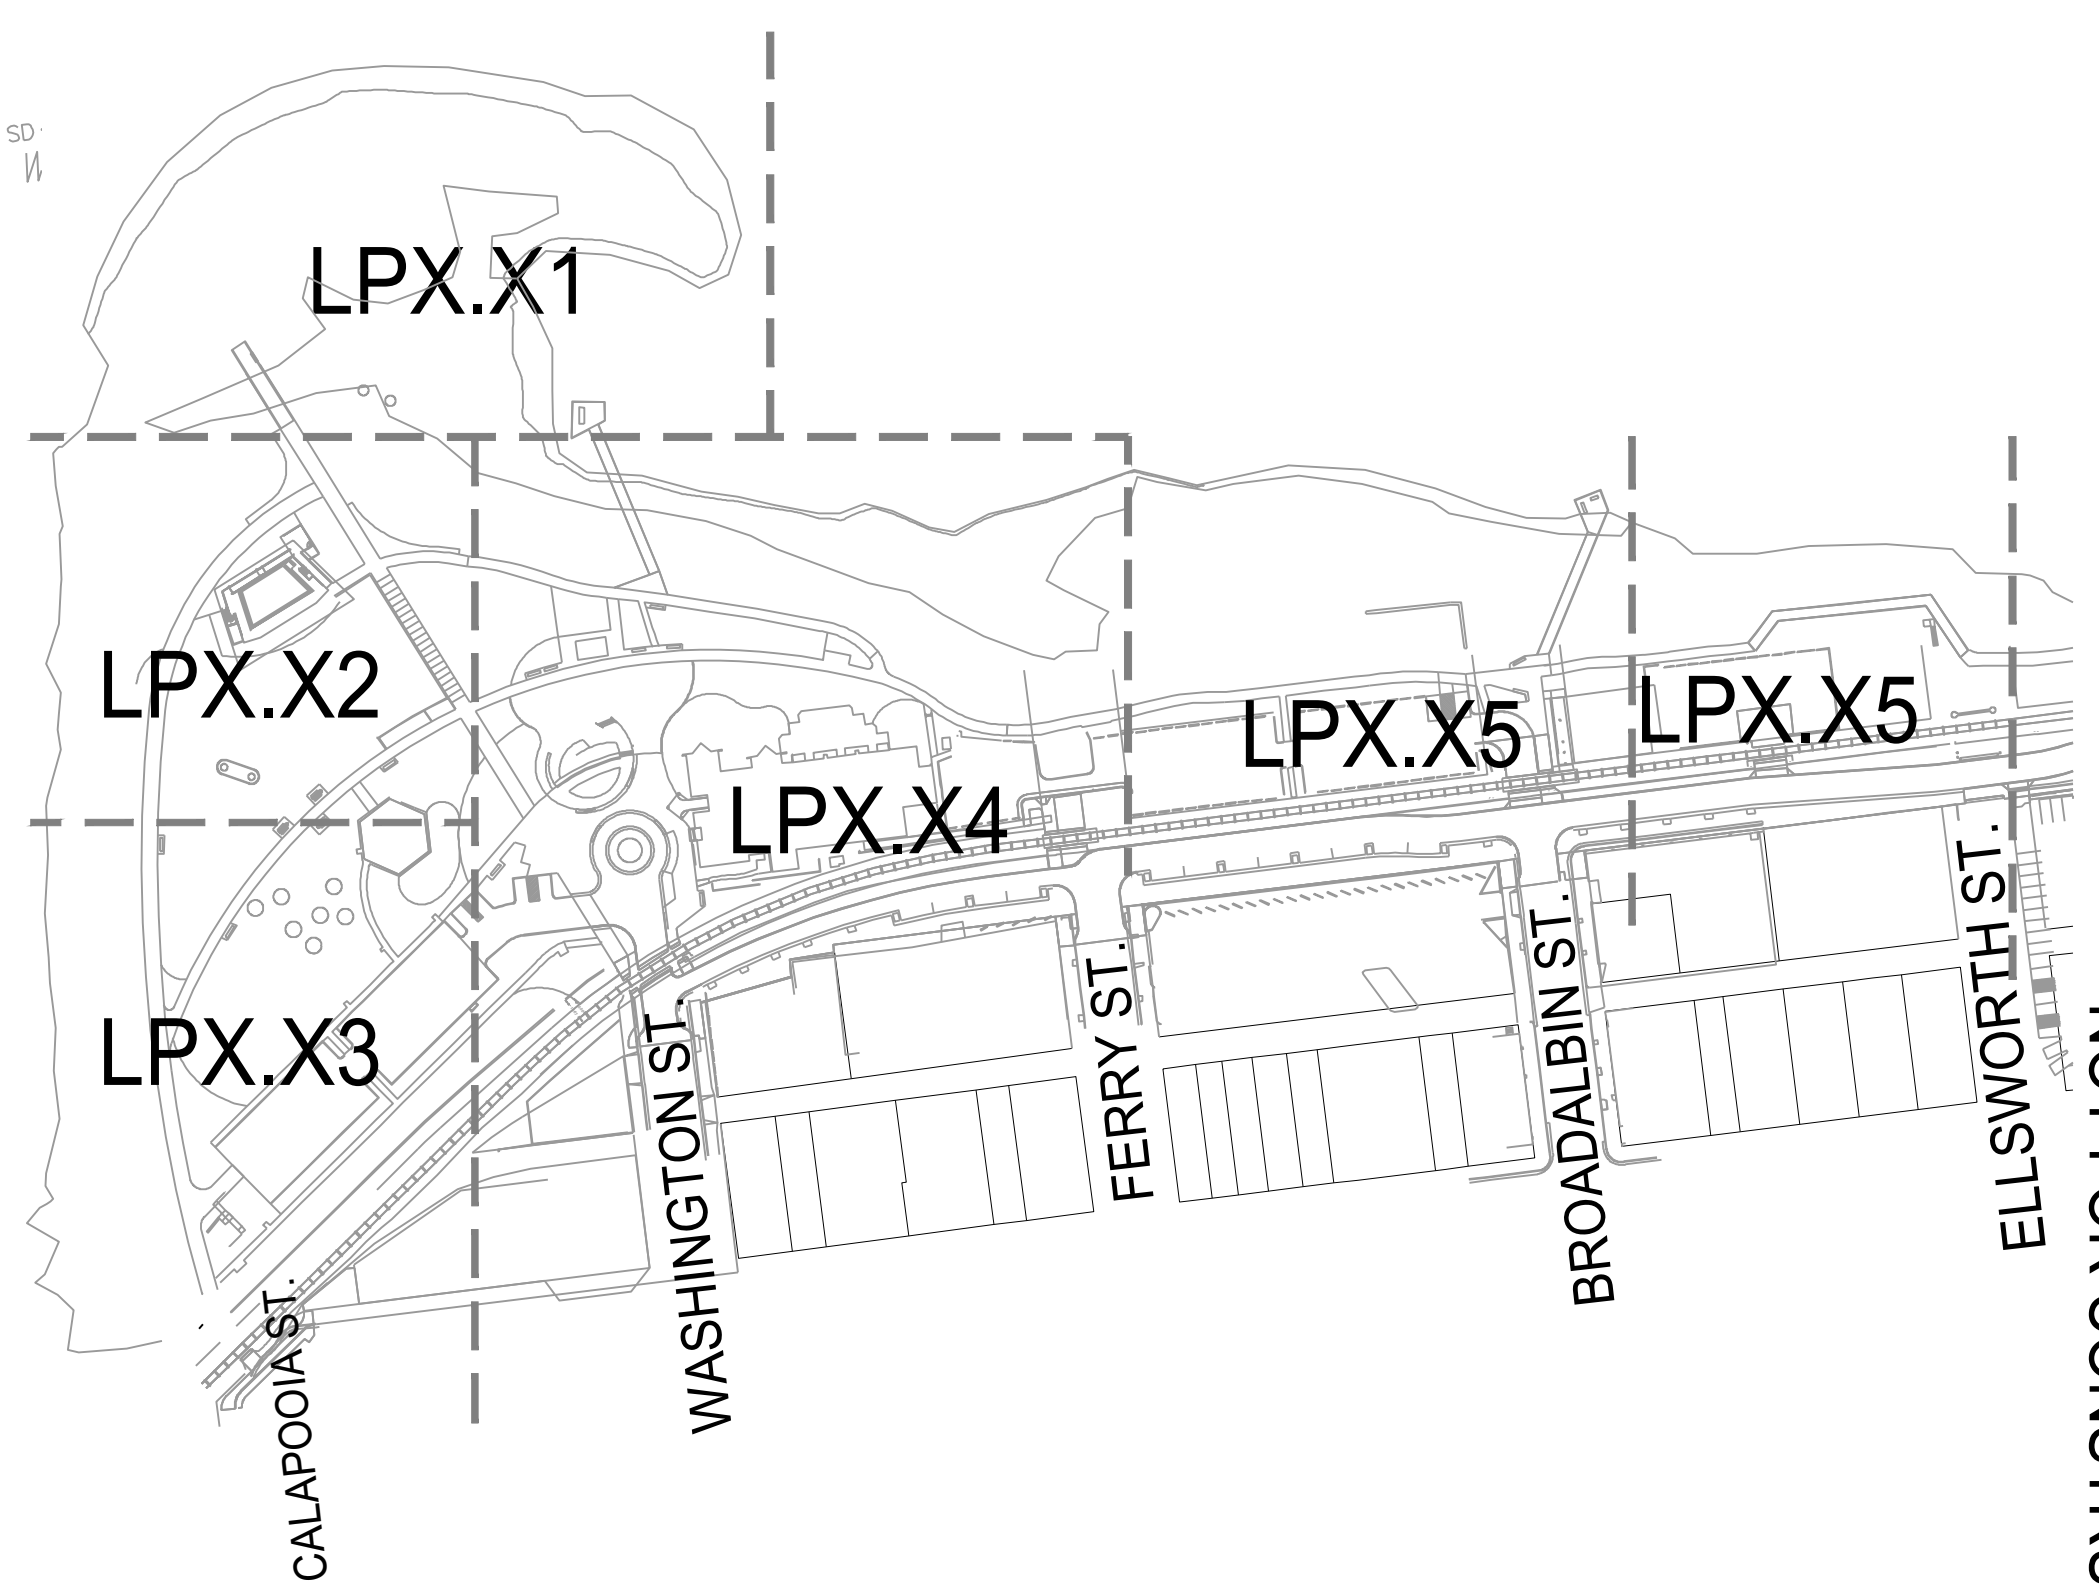 SD
LPX.X1
LPX.X2
LPX.X5
LPX.X5
LPX.X4
LPX.X3
CALAPOOIA ST.
WASHINGTON ST.
FERRY ST.
BROADALBIN ST.
ELLSWORTH ST.